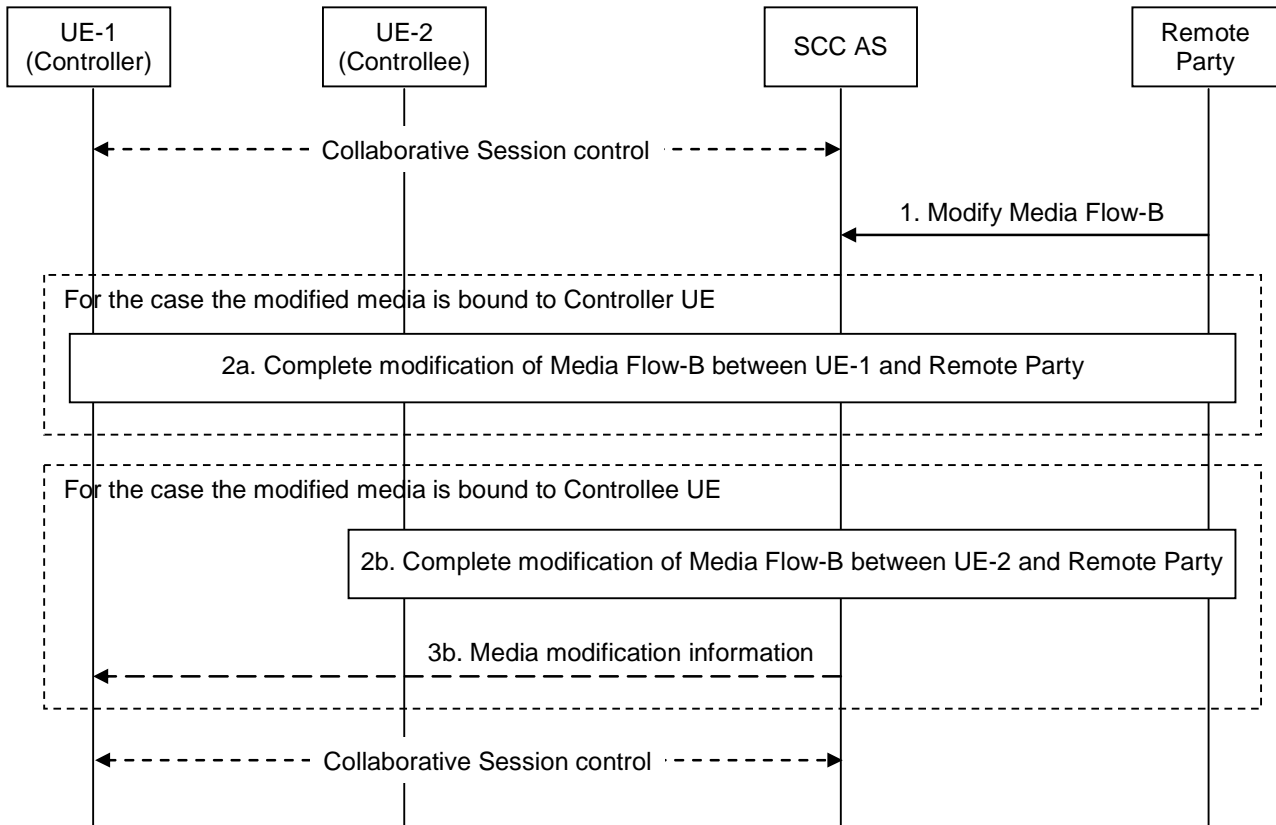 UE-1
(Controller)
UE-2
(Controllee)
SCC AS
Remote
Party
Collaborative Session control
1. Modify Media Flow-B
For the case the modified media is bound to Controller UE
2a. Complete modification of Media Flow-B between UE-1 and Remote Party
For the case the modified media is bound to Controllee UE
2b. Complete modification of Media Flow-B between UE-2 and Remote Party
3b. Media modification information
Collaborative Session control